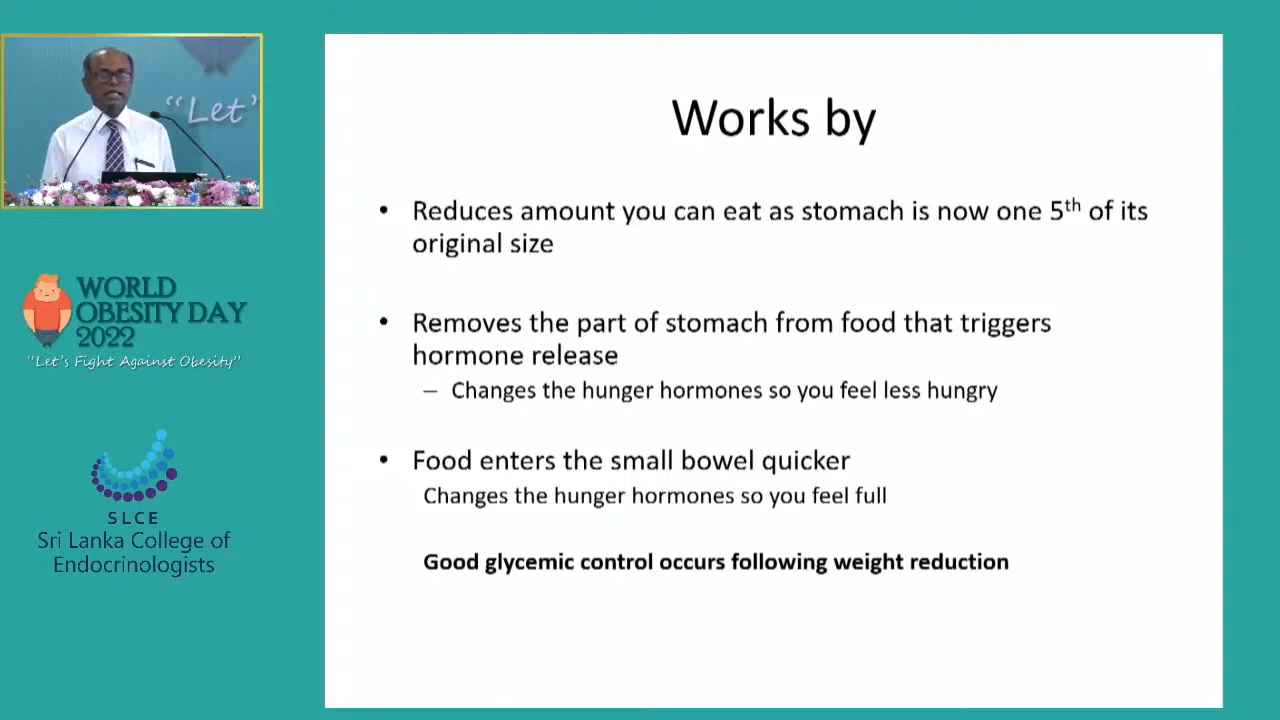 “Let’
WORLD
OBESITY DAY
2022
“Let’s Fight Against Obesity”
SLCE
Sri Lanka College of
Endocrinologists
Works by
• Reduces amount you can eat as stomach is now one 5th of its
original size
• Removes the part of stomach from food that triggers
hormone release
– Changes the hunger hormones so you feel less hungry
• Food enters the small bowel quicker
Changes the hunger hormones so you feel full
Good glycemic control occurs following weight reduction